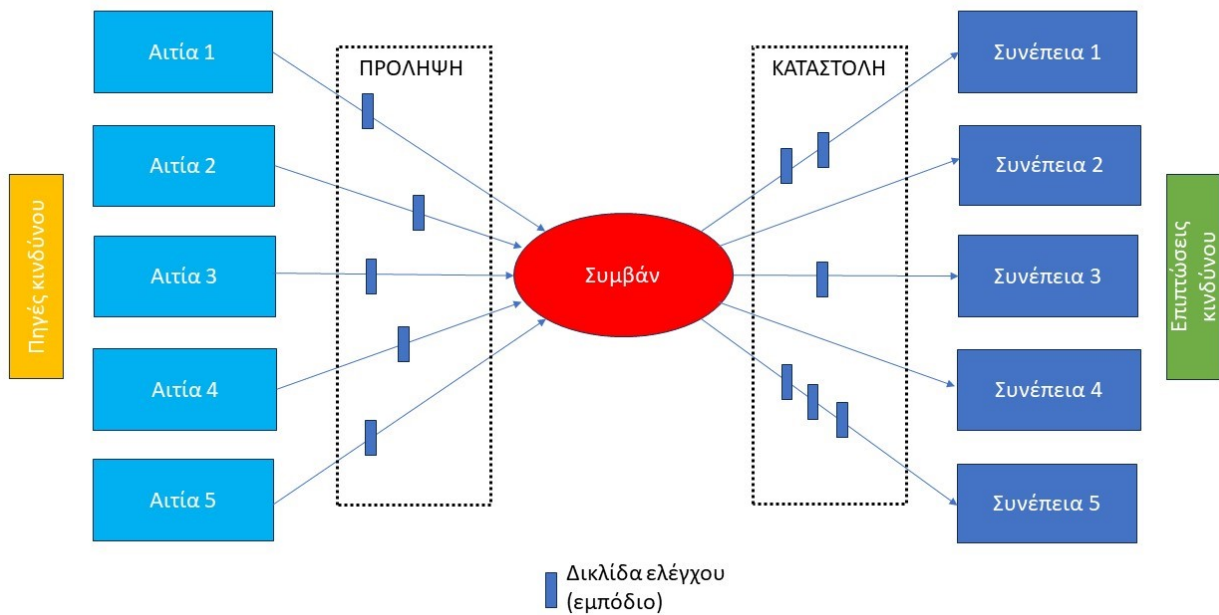 Πηγές κινδύνου
Αιτία 1
Αιτία 2
Αιτία 3
Αιτία 4
Αιτία 5
ΠΡΟΛΗΨΗ
Συμβάν
ΚΑΤΑΣΤΟΛΗ
Συνέπεια 1
Συνέπεια 2
Συνέπεια 3
Συνέπεια 4
Συνέπεια 5
Επιπτώσεις
κινδύνου
Δικλίδα ελέγχου
(εμπόδιο)